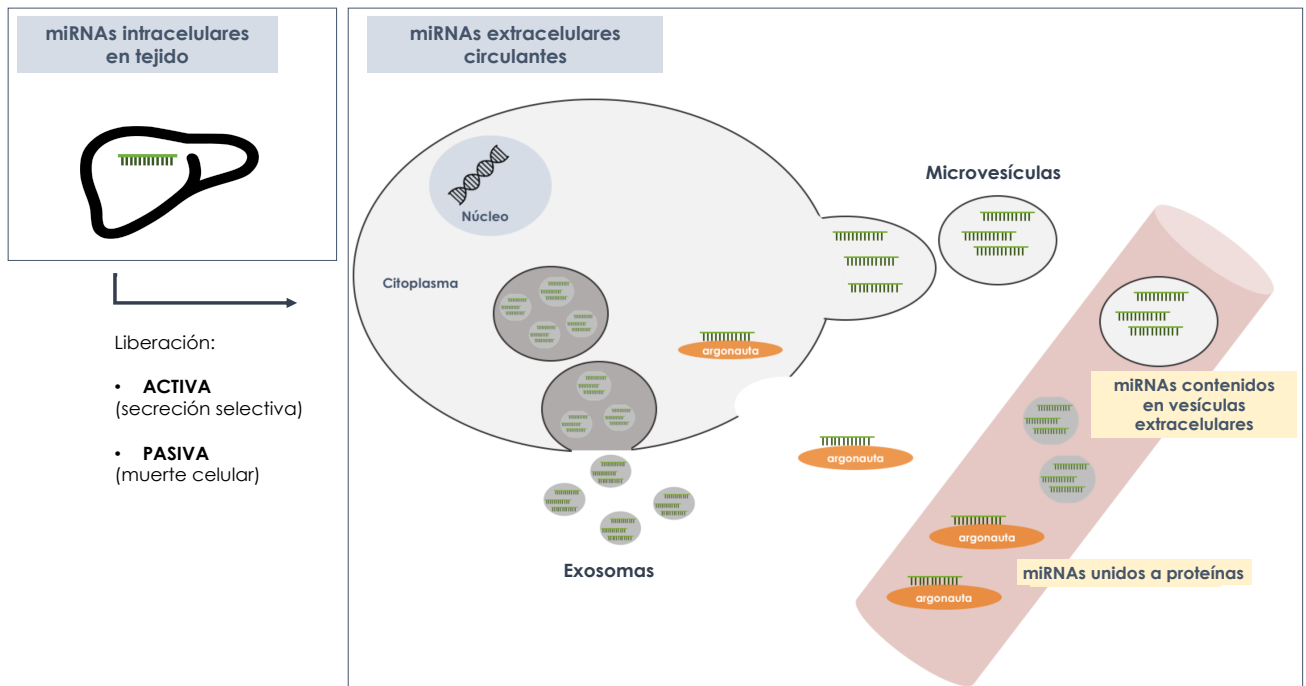 miRNAs intracelulares
en tejido
Liberación:
• ACTIVA
(secreción selectiva)
• PASIVA
(muerte celular)
miRNAs extracelulares
circulantes
Núcleo
Citoplasma
argonauta
argonauta
Exosomas
Microvesículas
miRNAs contenidos
en vesículas
extracelulares
argonauta
miRNAs unidos a proteínas
argonauta